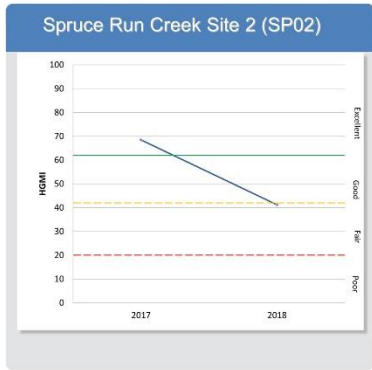 Spruce Run Creek Site 2 (SP02)
100
90
80
70
60
50
40
30
20
10
0
HGMI
Excellent
Good
Fair
Poor
2017
2018